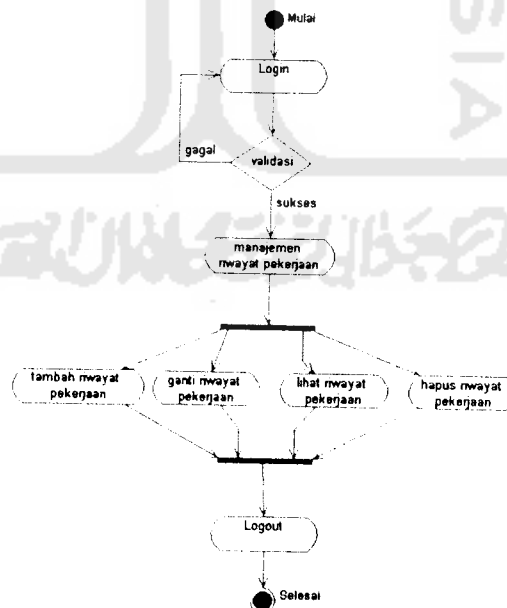 Mulai
Login
gagal
validasi
sukses
manajemen
riwayat pekerjaan
tambah riwayat
pekerjaan
ganti riwayat
pekerjaan
lihat riwayat
pekerjaan
hapus riwayat
pekerjaan
Logout
Selesai